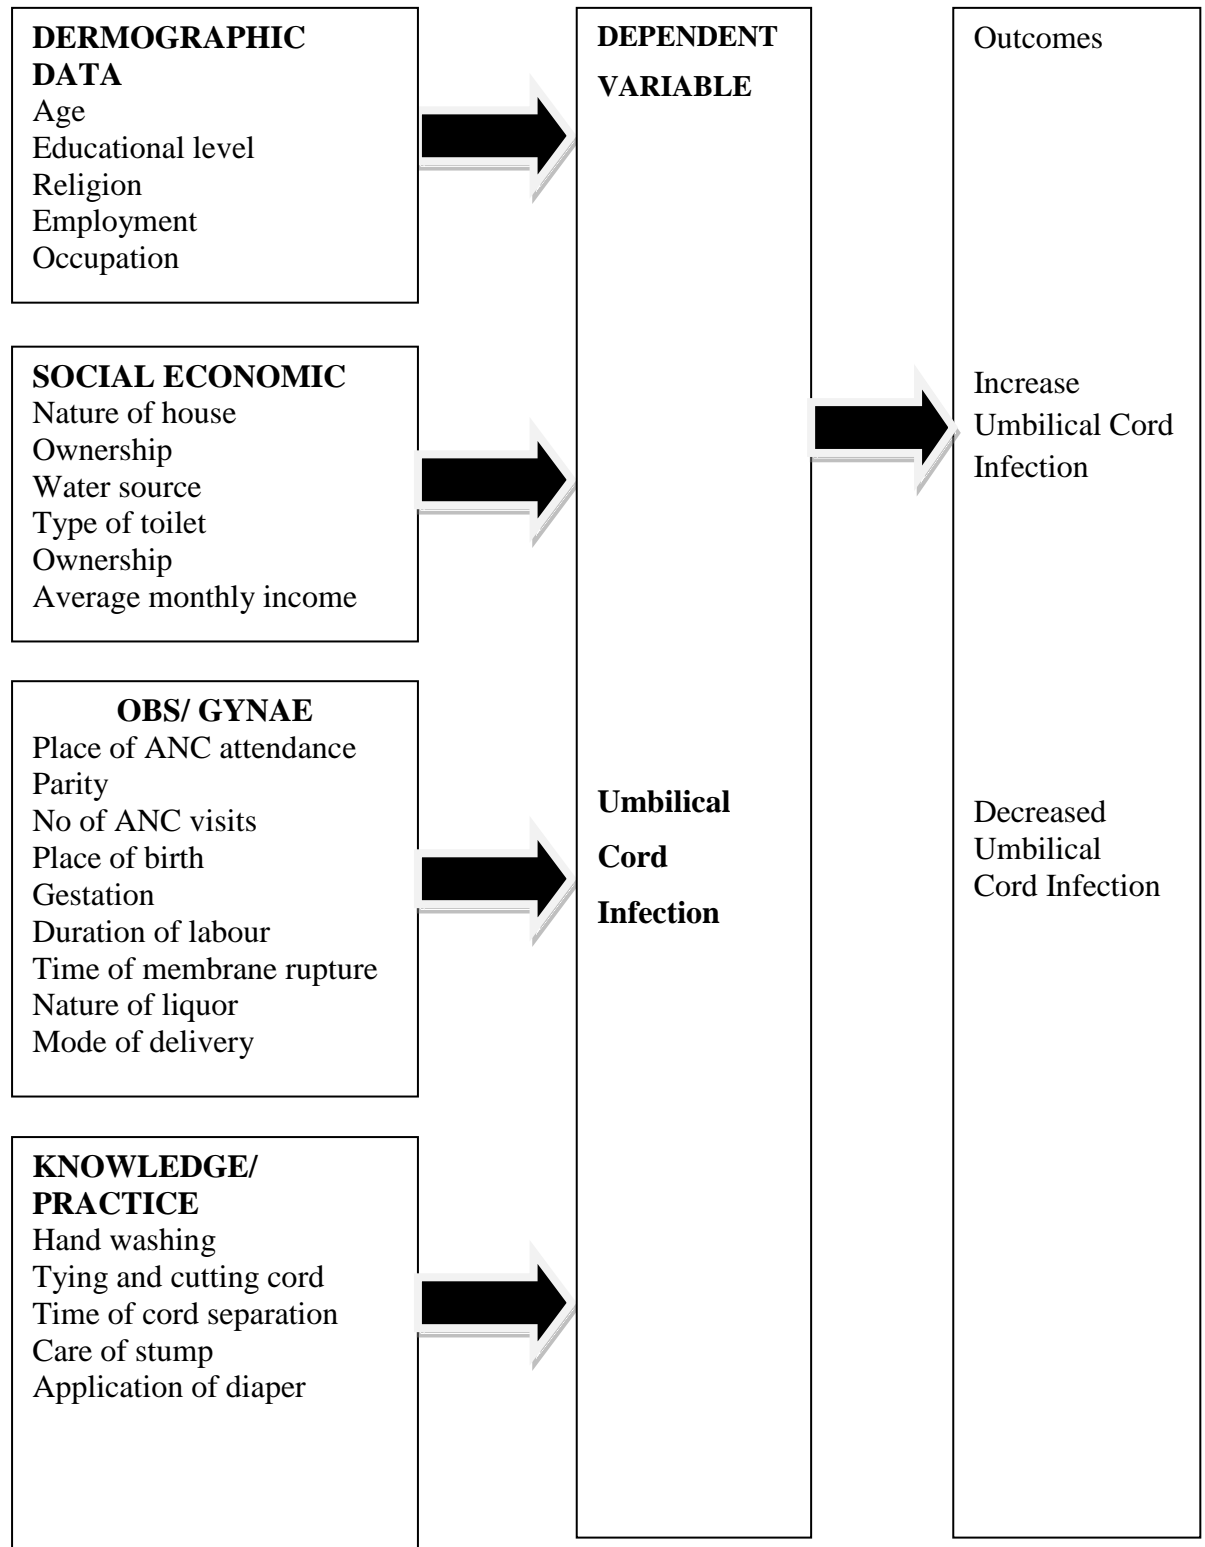 DERMOGRAPHIC
DATA
Age
Educational level
Religion
Employment
Occupation
SOCIAL ECONOMIC
Nature of house
Ownership
Water source
Type of toilet
Ownership
Average monthly income
OBS/ GYNAE
Place of ANC attendance
Parity
No of ANC visits
Place of birth
Gestation
Duration of labour
Time of membrane rupture
Nature of liquor
Mode of delivery
KNOWLEDGE/
PRACTICE
Hand washing
Tying and cutting cord
Time of cord separation
Care of stump
Application of diaper
DEPENDENT
VARIABLE
Umbilical
Cord
Infection
Outcomes
Increase
Umbilical Cord
Infection
Decreased
Umbilical
Cord Infection